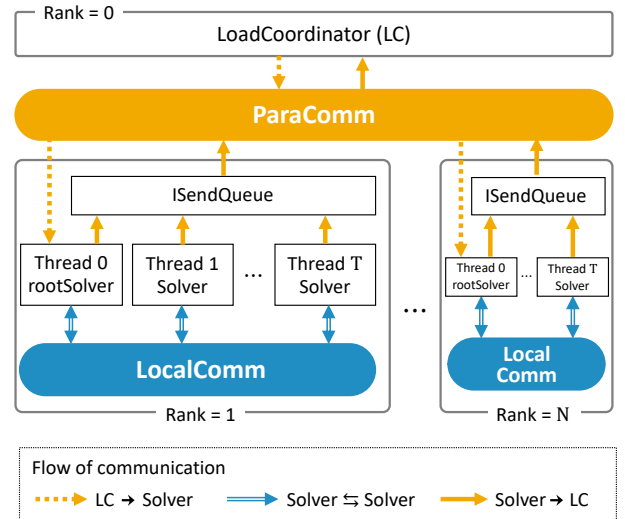 Rank = 0
LoadCoordinator (LC)
ParaComm
ISendQueue
Thread 0
rootSolver
Thread 1
Solver
...
Thread T
Solver
LocalComm
Rank = 1
...
ISendQueue
Thread 0
rootSolver
...
Thread T
Solver
Local
Comm
Rank = N
Flow of communication
LC → Solver
Solver ⇆ Solver
Solver → LC